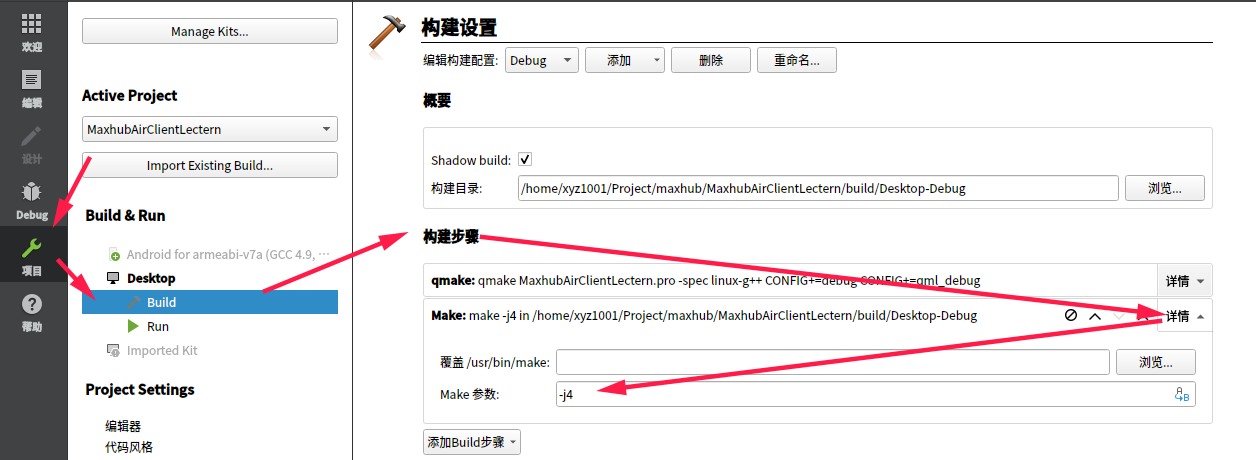 欢迎
编辑
设计
Debug
项目
帮助
Manage Kits...
Active Project
MaxhubAirClientLectern
Import Existing Build...
Build & Run
Android for armeabi-v7a (GCC 4.9, ...
Desktop
Build
Run
Imported Kit
Project Settings
编辑器
代码风格
构建设置
编辑构建配置: Debug 添加 删除 重命名...
概要
Shadow build:
构建目录: /home/xyz1001/Project/maxhub/MaxhubAirClientLectern/build/Desktop-Debug 浏览...
构建步骤
qmake: qmake MaxhubAirClientLectern.pro -spec linux-g++ CONFIG+=debug CONFIG+=qml_debug 详情
Make: make -j4 in /home/xyz1001/Project/maxhub/MaxhubAirClientLectern/build/Desktop-Debug 详情
覆盖 /usr/bin/make: 浏览...
Make 参数: -j4
添加Build步骤